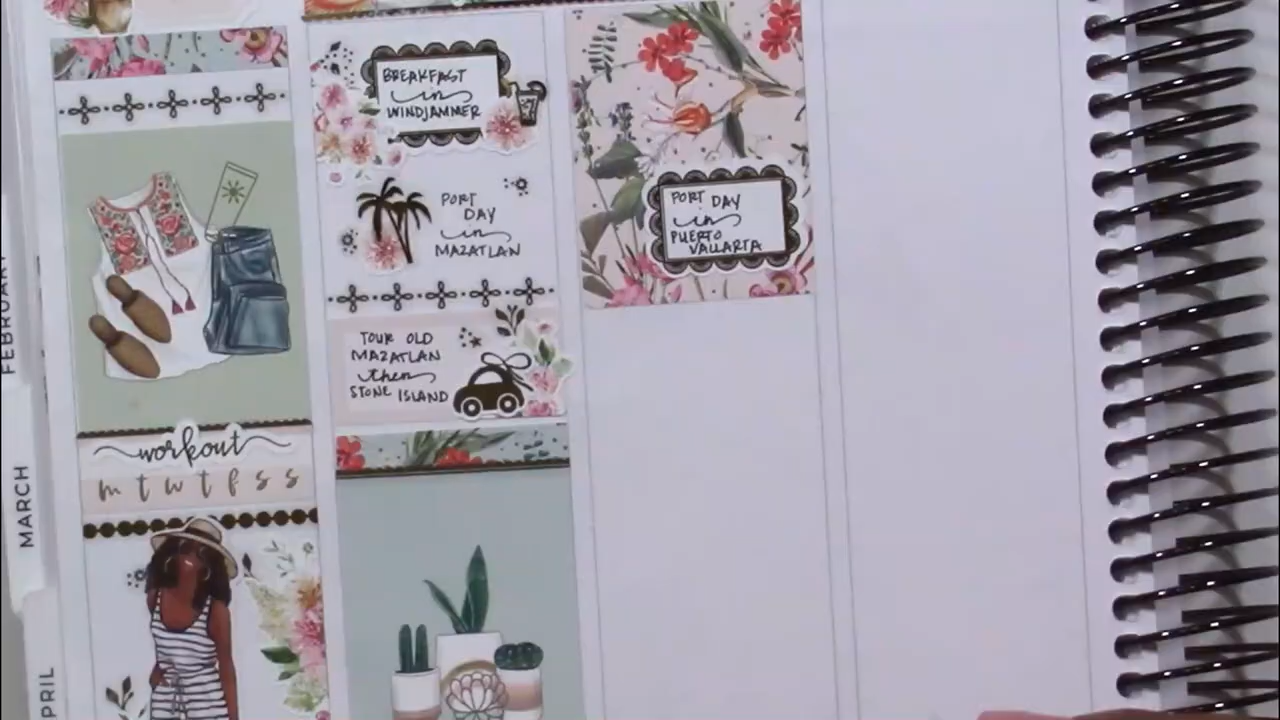 FEBRUARY
MARCH
APRIL
workout
m t w t f s s
BREAKFAST
in
WINDJAMMER
PORT
DAY
in
MAZATLAN
TOUR OLD
MAZATLAN
then
STONE ISLAND
PORT DAY
in
PUERTO
VALLARTA